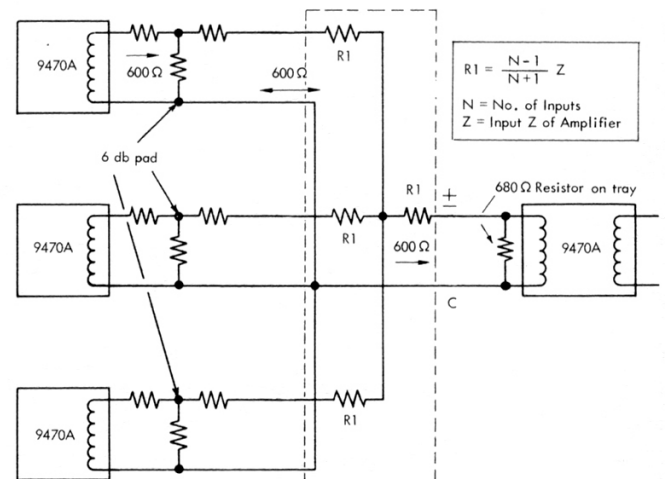 9470A
600 Ω
600 Ω
R1
R1 = N-1 / N+1 Z
N = No. of Inputs
Z = Input Z of Amplifier
6 db pad
9470A
R1
R1
600 Ω
+
C
680 Ω Resistor on tray
9470A
9470A
R1